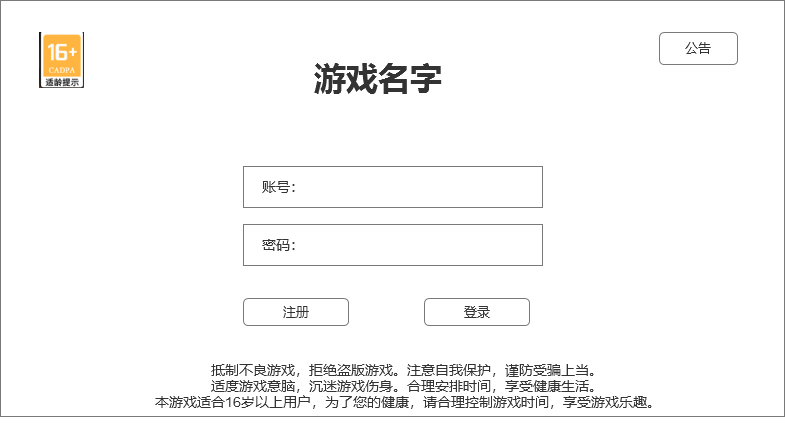 16+
CADPA
适龄提示
公告
游戏名字
账号：
密码：
注册
登录
抵制不良游戏，拒绝盗版游戏。注意自我保护，谨防受骗上当。
适度游戏意脑，沉迷游戏伤身。合理安排时间，享受健康生活。
本游戏适合16岁以上用户，为了您的健康，请合理控制游戏时间，享受游戏乐趣。